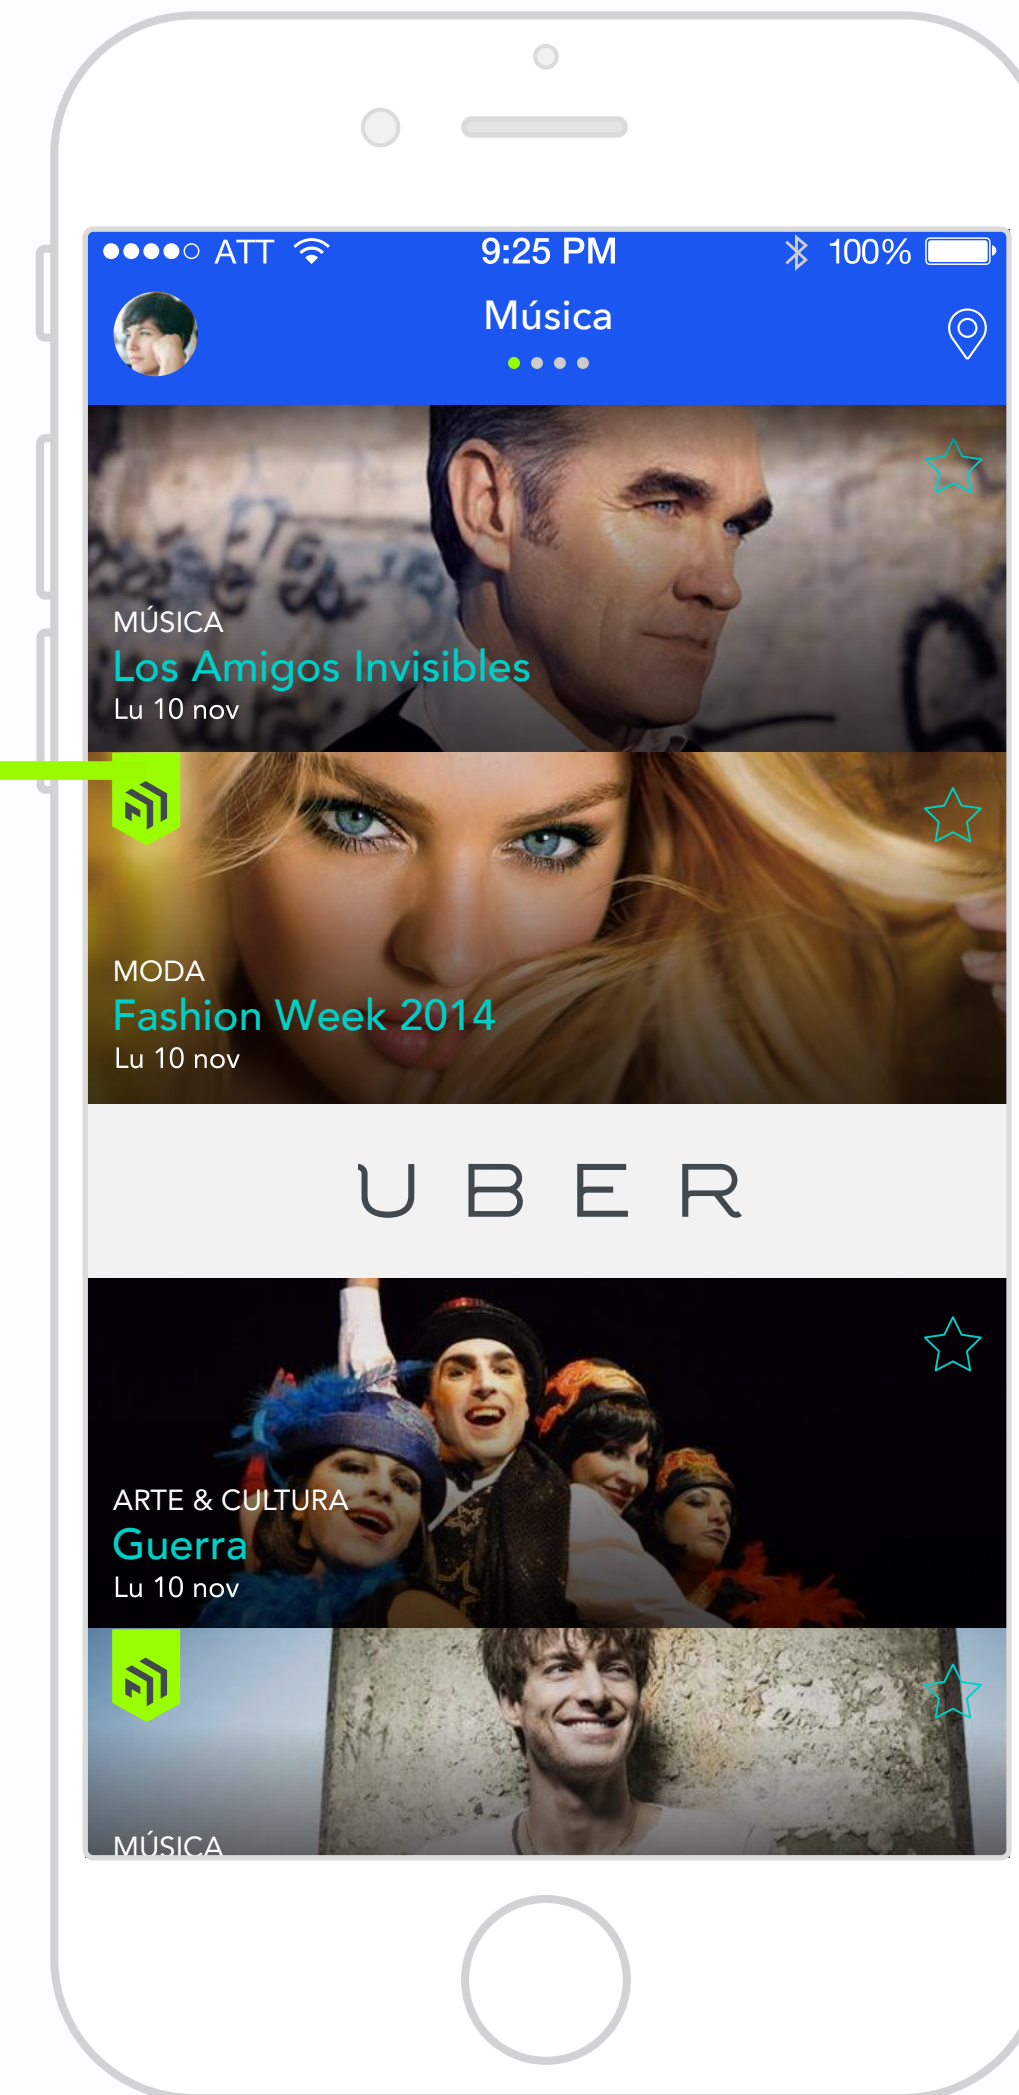 ATT 9:25 PM 100%
Música
MÚSICA
Los Amigos Invisibles
Lu 10 nov
MODA
Fashion Week 2014
Lu 10 nov
UBER
ARTE & CULTURA
Guerra
Lu 10 nov
MÚSICA